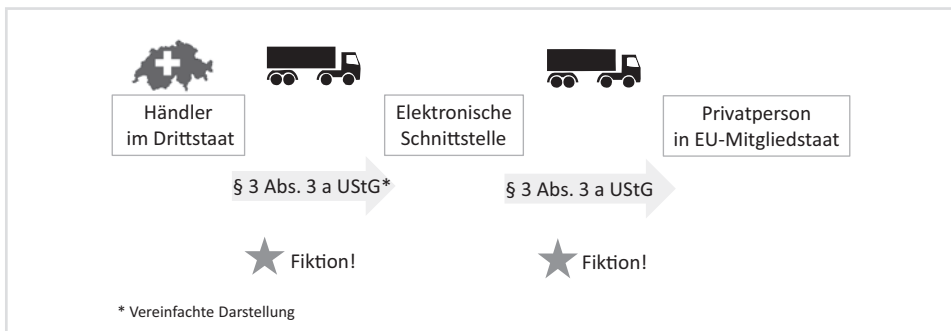 Händler
im Drittstaat
Elektronische
Schnittstelle
Privatperson
in EU-Mitgliedstaat
§ 3 Abs. 3 a UStG*
§ 3 Abs. 3 a UStG
Fiktion!
Fiktion!
* Vereinfachte Darstellung